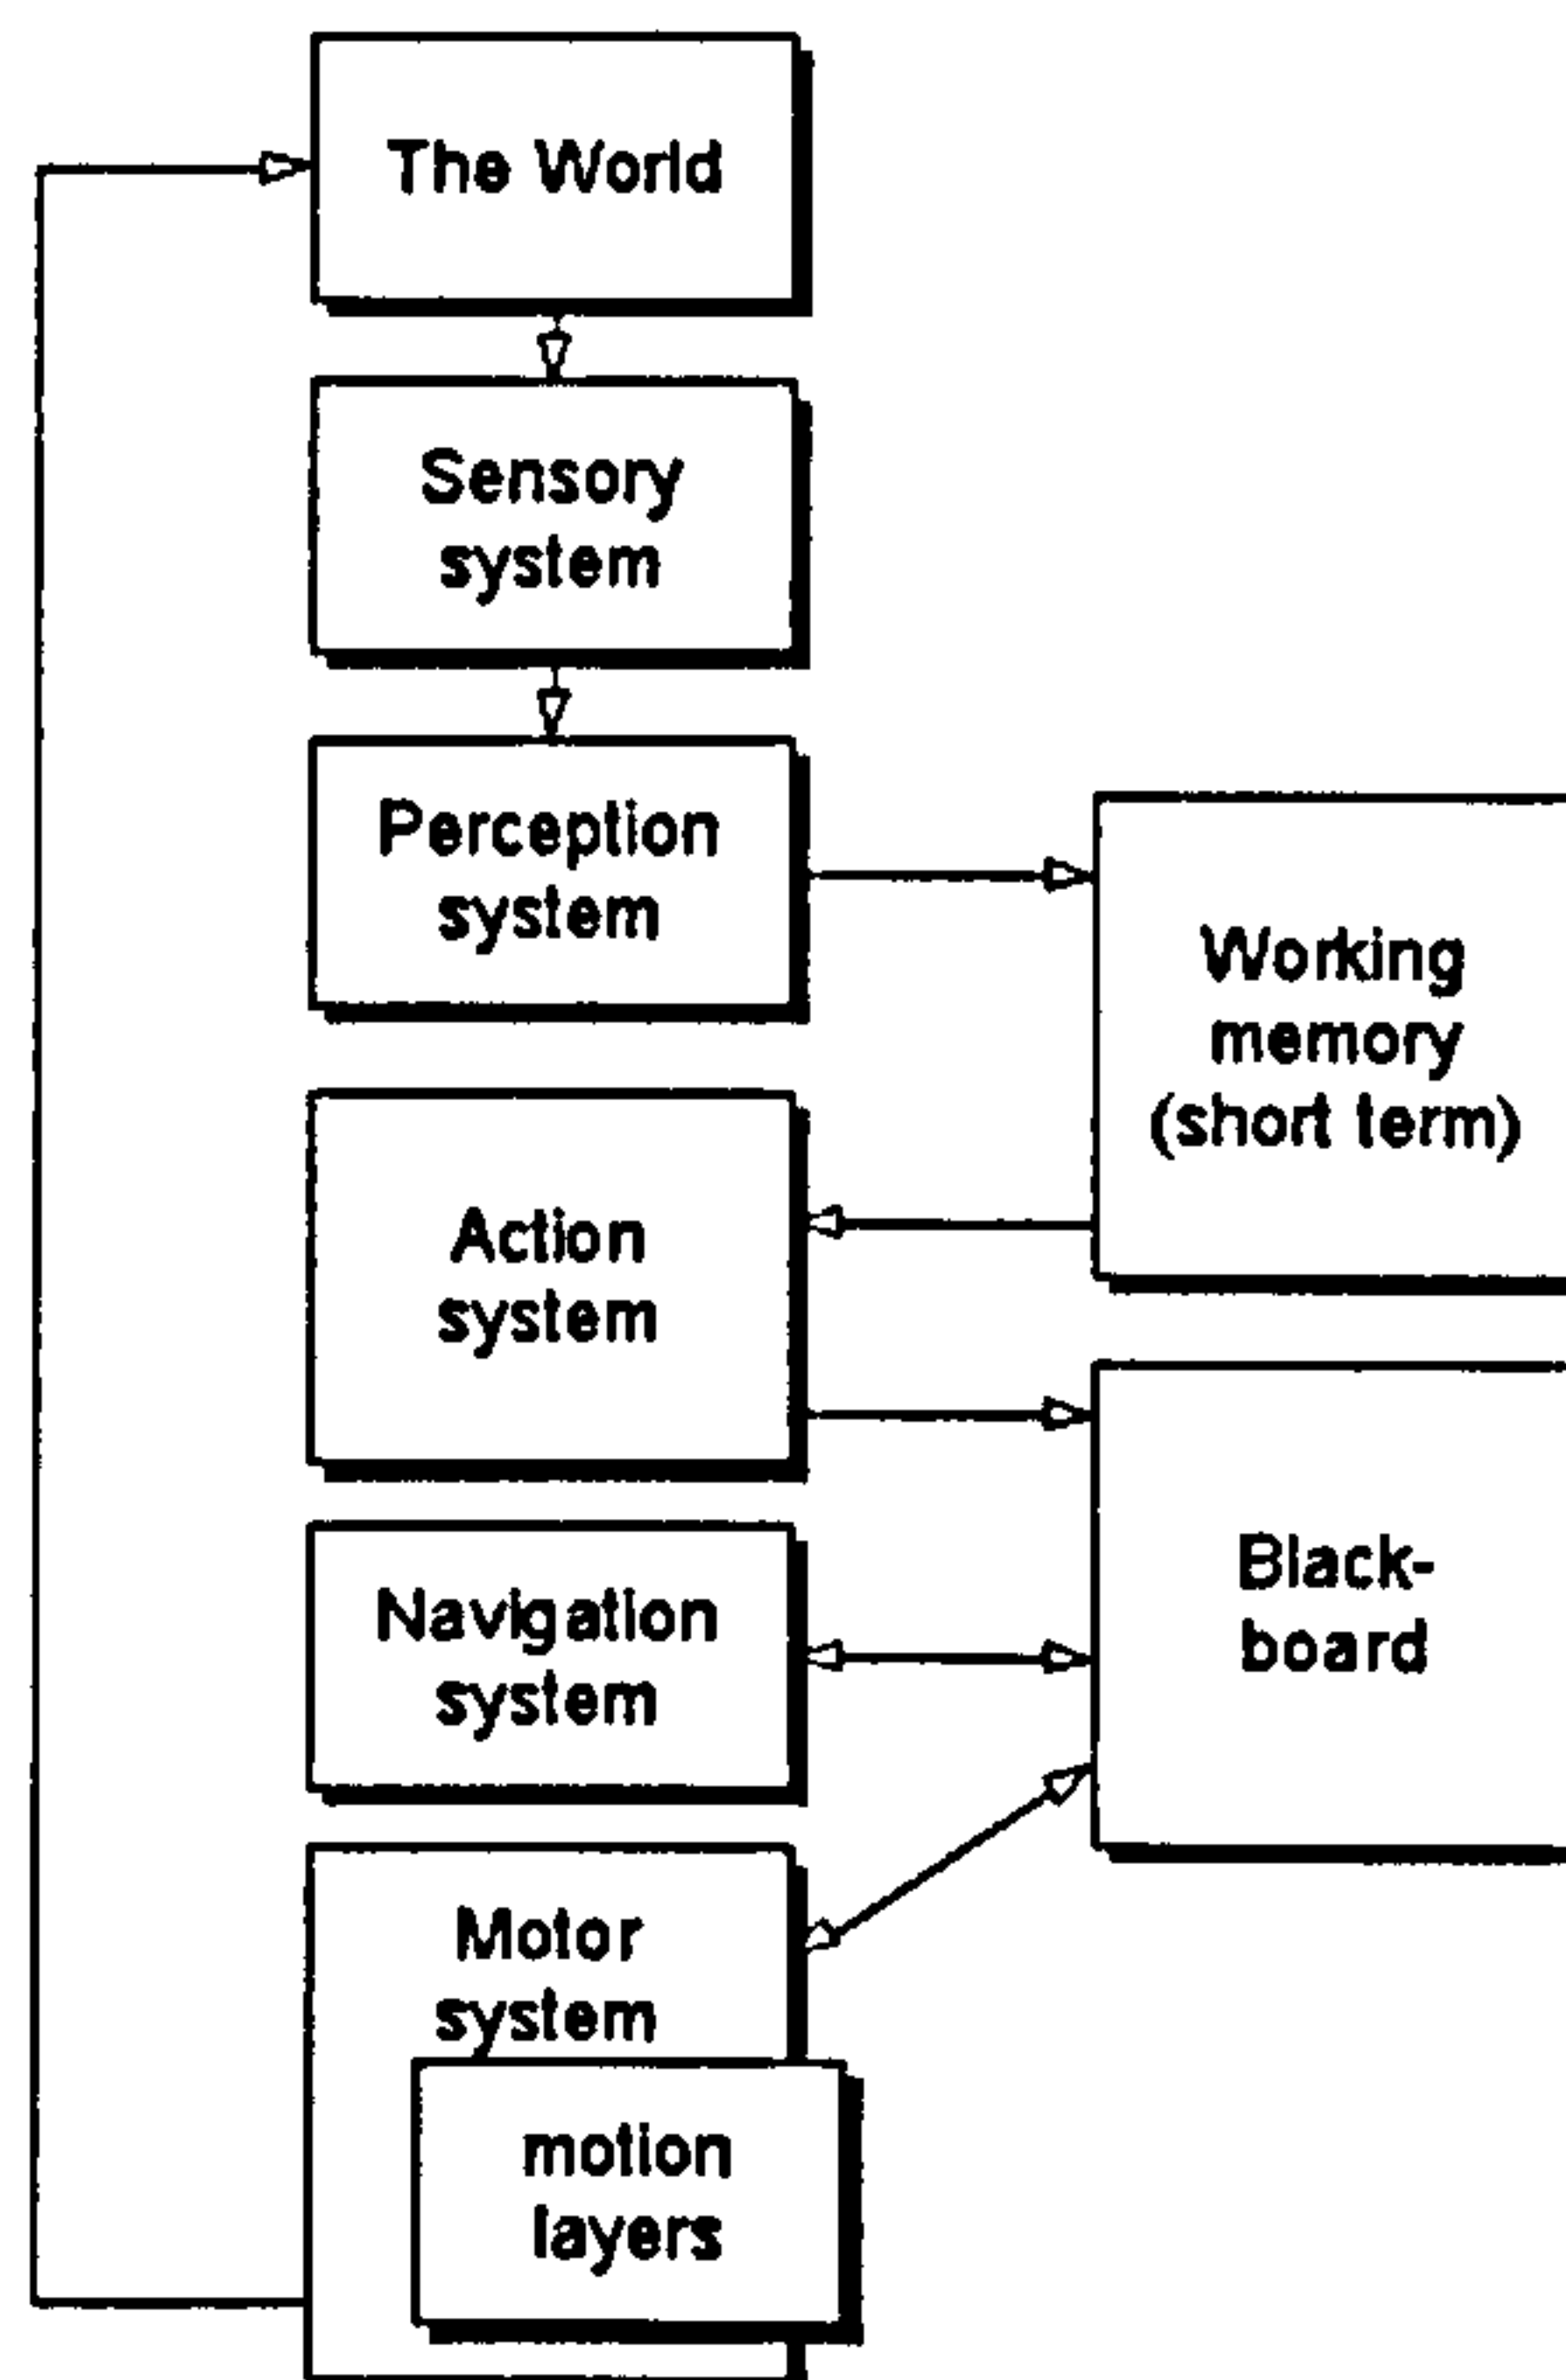 The World
Sensory
system
Perception
system
Working
memory
(short term)
Action
system
Black-
board
Navigation
system
Motor
system
motion
layers